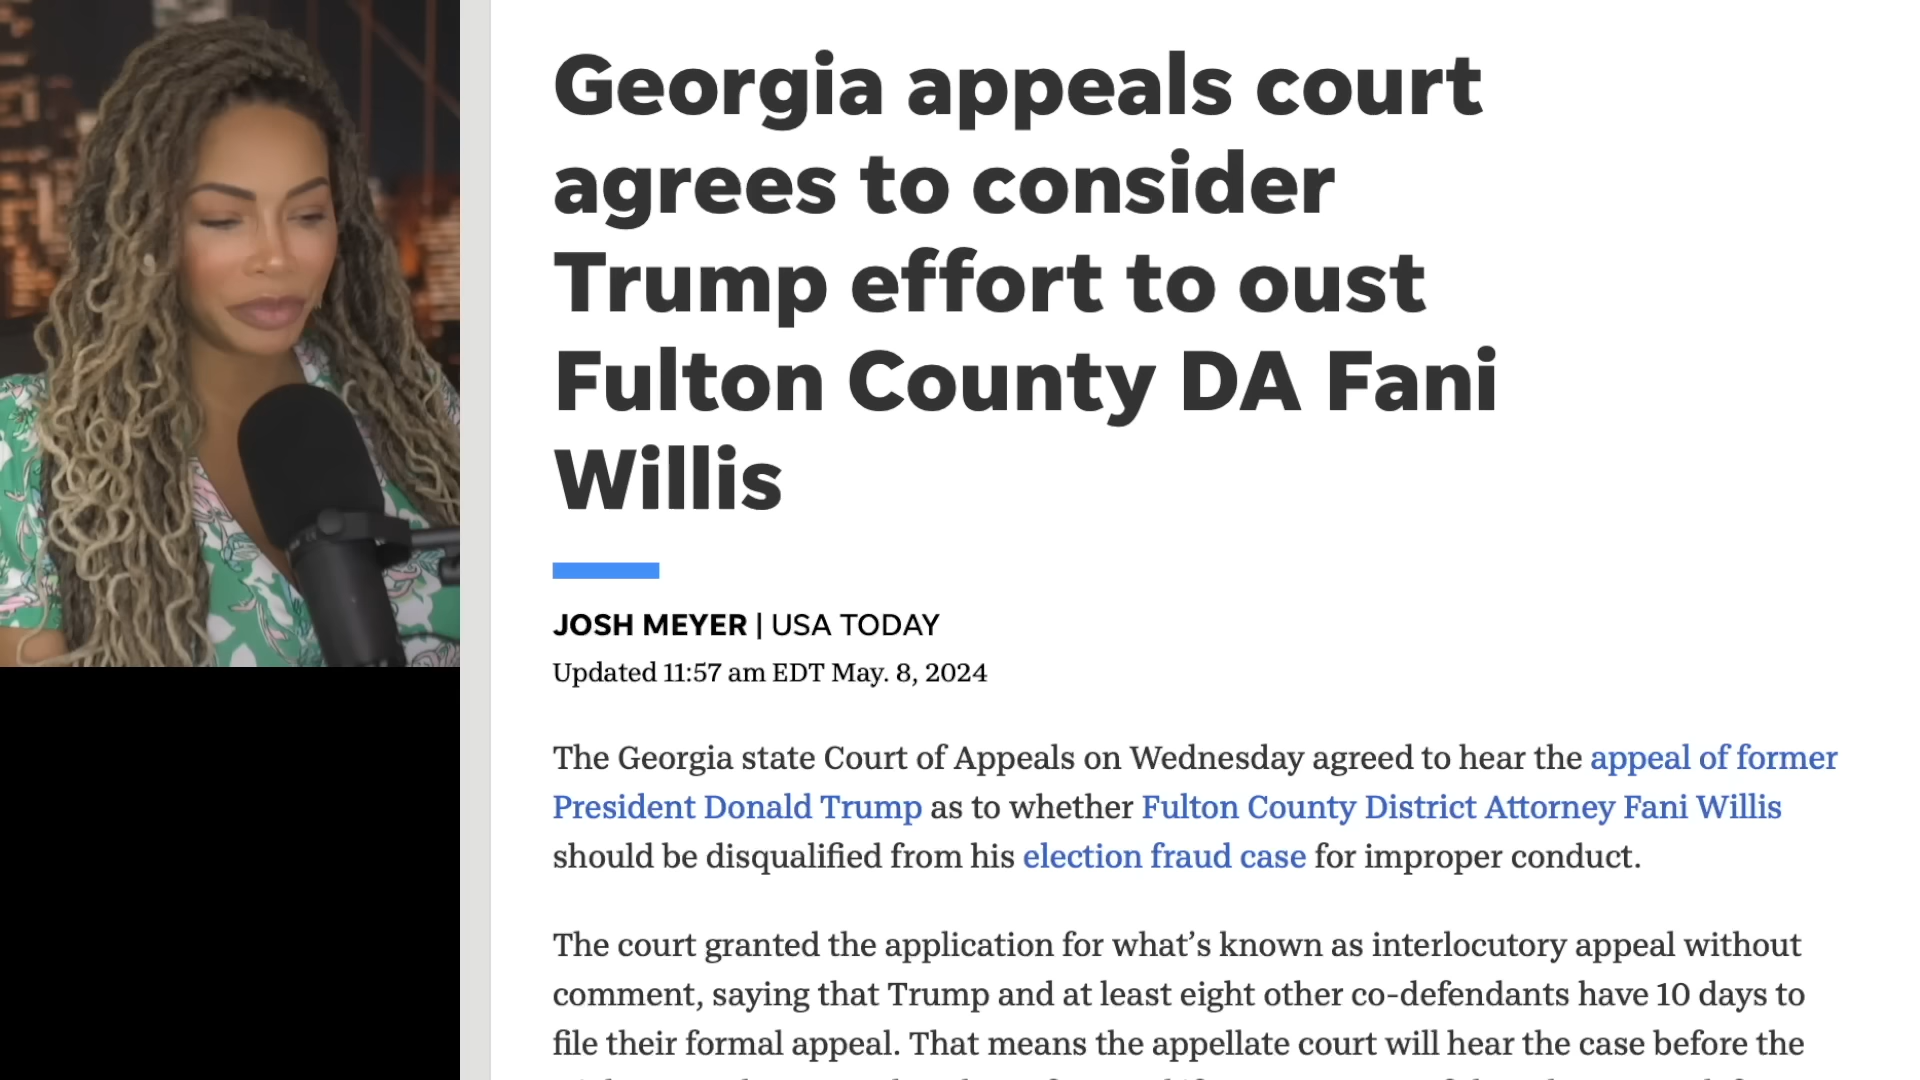 Georgia appeals court
agrees to consider
Trump effort to oust
Fulton County DA Fani
Willis
JOSH MEYER | USA TODAY
Updated 11:57 am EDT May. 8, 2024
The Georgia state Court of Appeals on Wednesday agreed to hear the appeal of former
President Donald Trump as to whether Fulton County District Attorney Fani Willis
should be disqualified from his election fraud case for improper conduct.
The court granted the application for what’s known as interlocutory appeal without
comment, saying that Trump and at least eight other co-defendants have 10 days to
file their formal appeal. That means the appellate court will hear the case before the